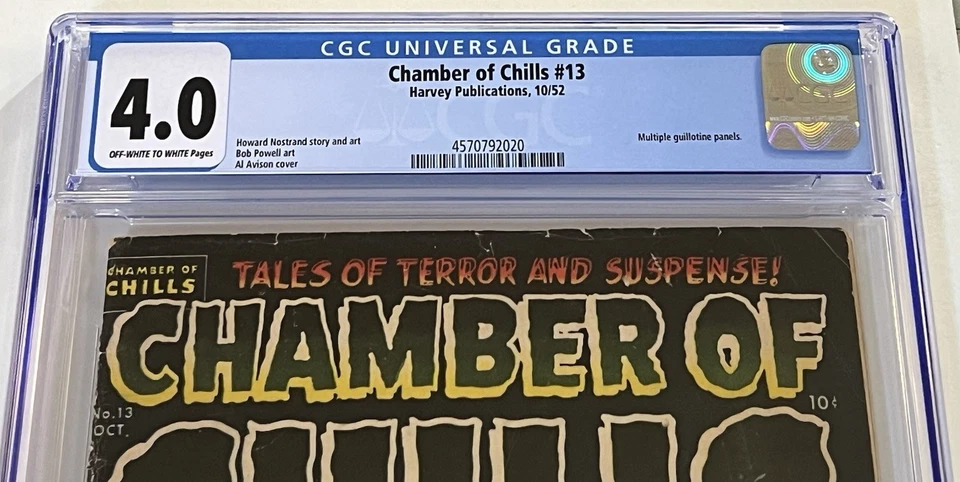 CGC UNIVERSAL GRADE
4.0
OFF-WHITE TO WHITE Pages
Chamber of Chills #13
Harvey Publications, 10/52
Howard Nostrand story and art
Bob Powell art
Al Avison cover
4570792020
Multiple guillotine panels.
CGC
CHAMBER OF
CHILLS
TALES OF TERROR AND SUSPENSE!
CHAMBER OF
No.13
OCT.
10¢
CHILLS